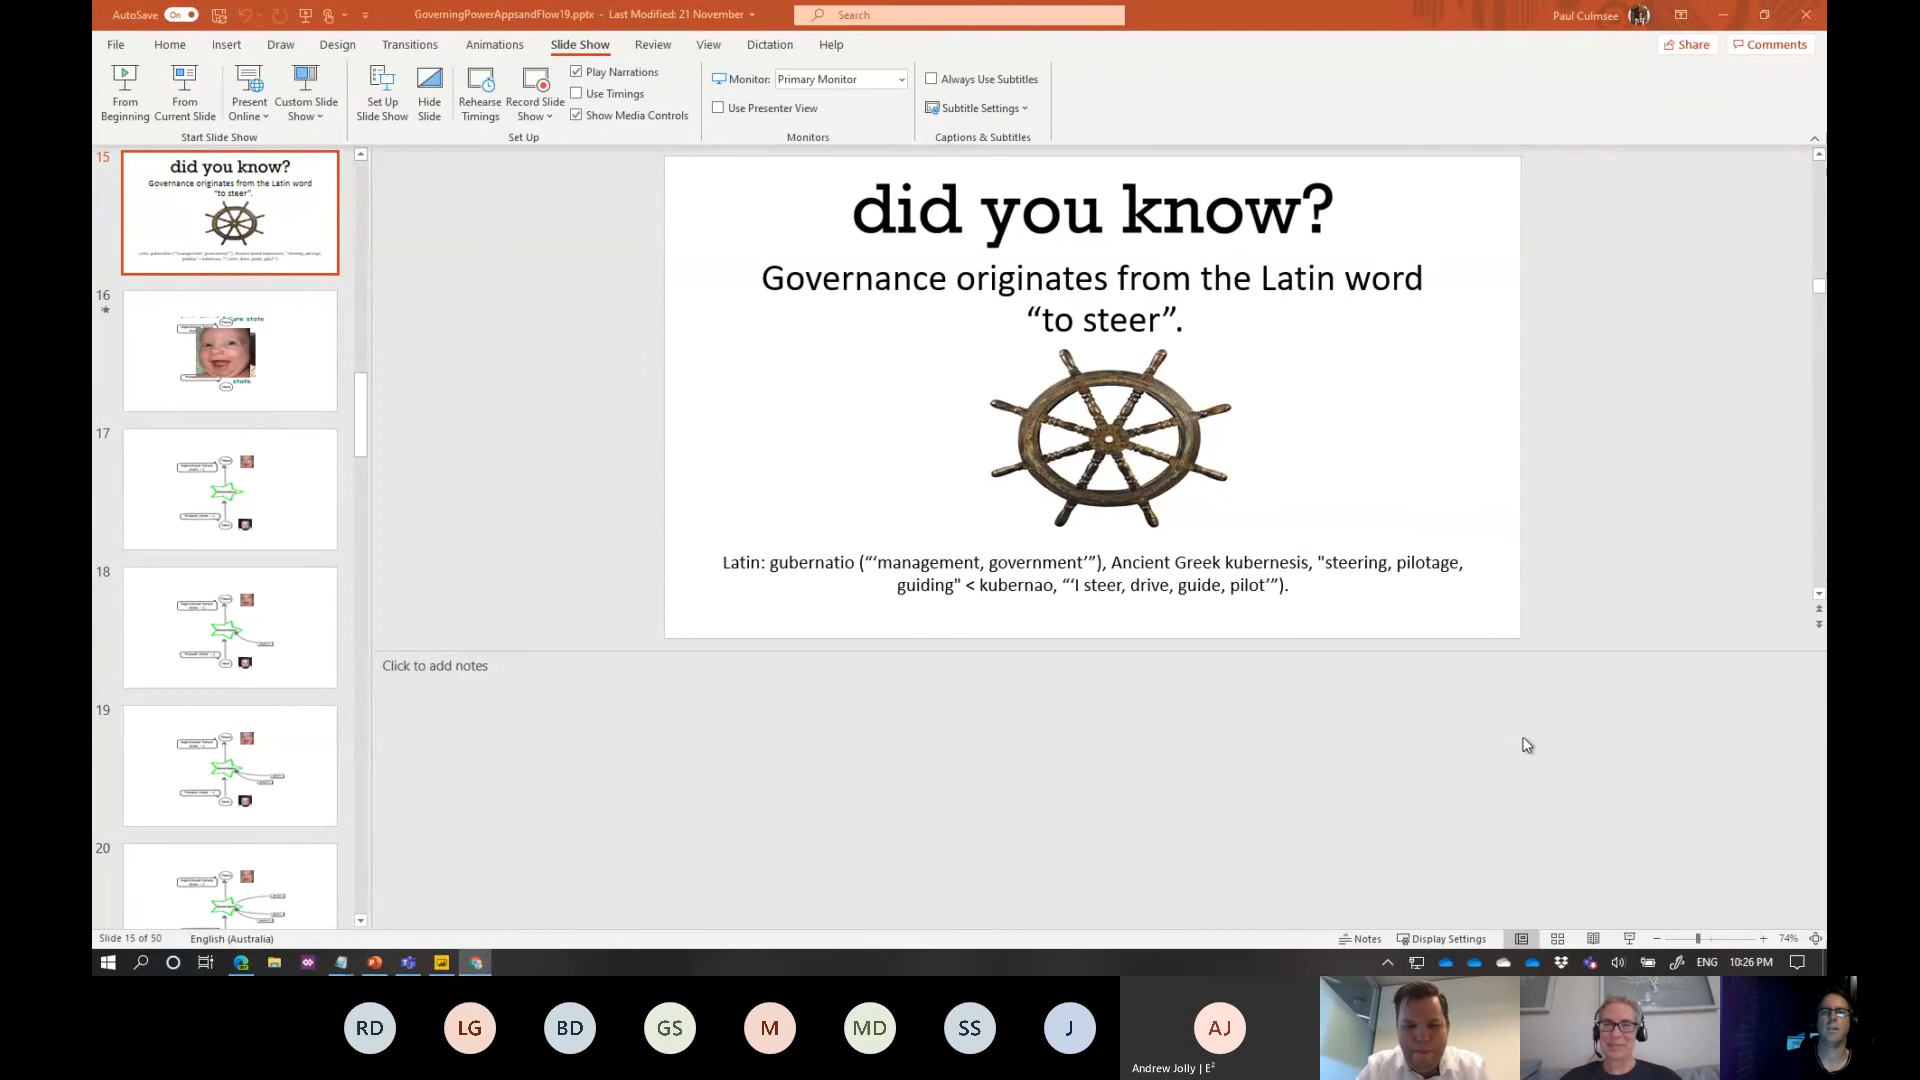 AutoSave On GoverningPowerAppsandFlow19.pptx - Last Modified: 21 November Search Paul Culmsee
File Home Insert Draw Design Transitions Animations Slide Show Review View Dictation Help Share Comments
From Beginning
From Current Slide
Present Online
Custom Slide Show
Start Slide Show
Set Up Slide Show
Hide Slide
Rehearse Timings
Record Slide Show
Play Narrations
Use Timings
Show Media Controls
Set Up
Monitor: Primary Monitor
Use Presenter View
Monitors
Always Use Subtitles
Subtitle Settings
Captions & Subtitles
15
did you know?
Governance originates from the Latin word
“to steer”.
16
17
18
19
20
did you know?
Governance originates from the Latin word
“to steer”.
Latin: gubernatio (“‘management, government’”), Ancient Greek kubernesis, "steering, pilotage,
guiding" < kubernao, “‘I steer, drive, guide, pilot’”).
Click to add notes
Slide 15 of 50 English (Australia) Notes Display Settings 74%
ENG 10:26 PM
RD LG BD GS M MD SS J AJ
Andrew Jolly | E²